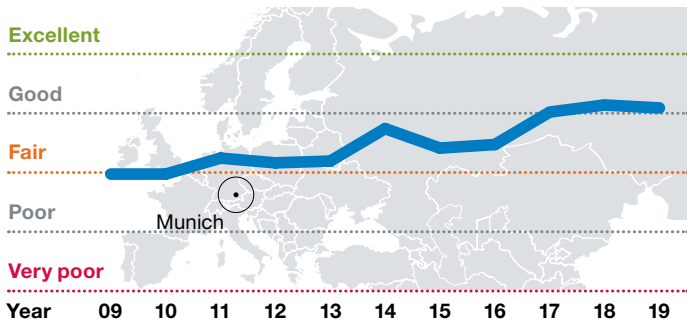 Excellent
Good
Fair
Poor
Munich
Very poor
Year 09 10 11 12 13 14 15 16 17 18 19